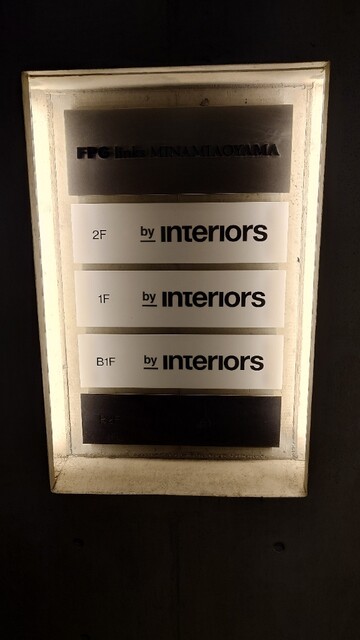 FPG links MINAMIAOYAMA
2F by interiors
1F by interiors
B1F by interiors